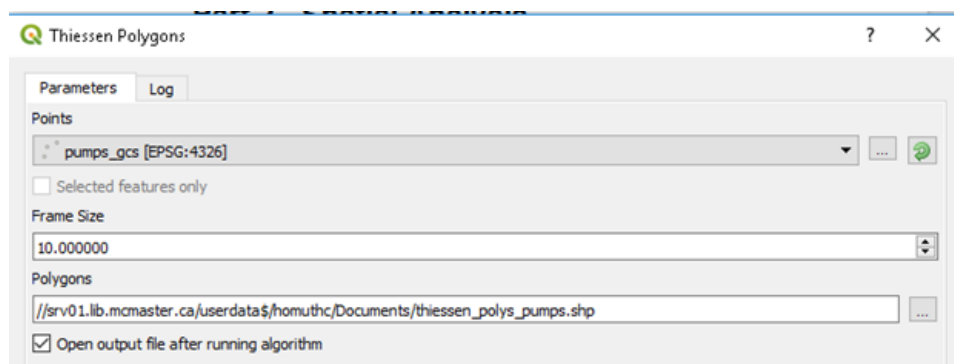 Thiessen Polygons
Parameters Log
Points
pumps_gcs [EPSG:4326]
...
Selected features only
Frame Size
10.000000
Polygons
//srv01.lib.mcmaster.ca/userdata$/homuthc/Documents/thiessen_polys_pumps.shp
...
Open output file after running algorithm